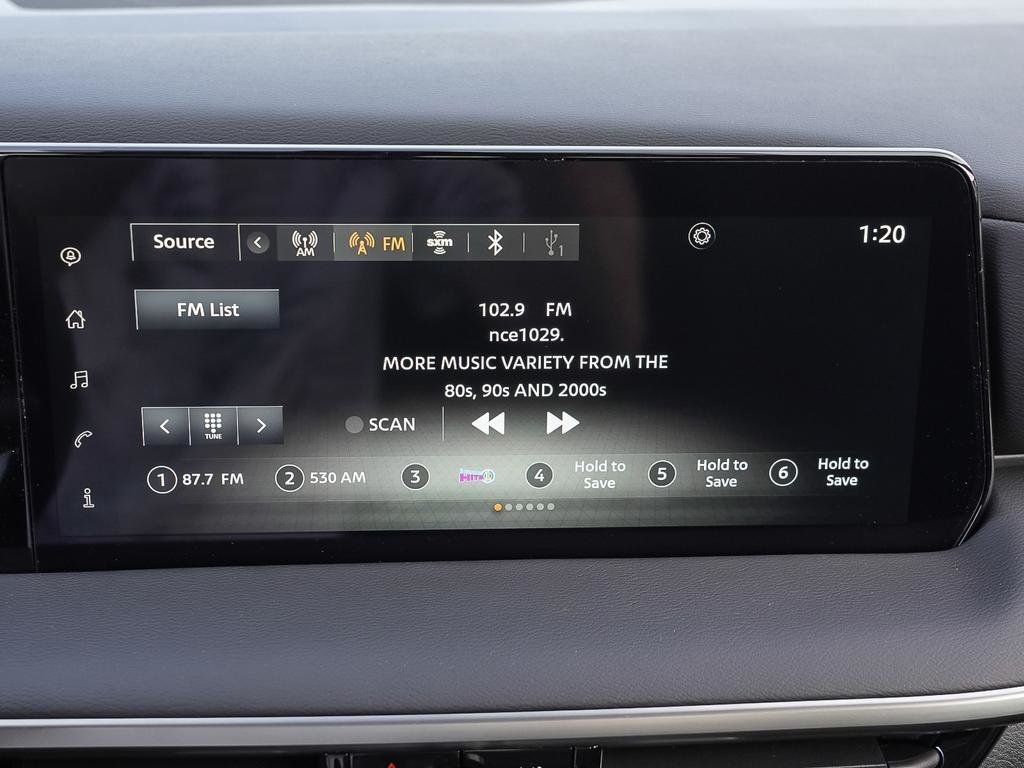 Source
AM
FM
sxm
1
1:20
FM List
102.9 FM
nce1029.
MORE MUSIC VARIETY FROM THE
80s, 90s AND 2000s
TUNE
SCAN
1 87.7 FM
2 530 AM
3 HITS
4 Hold to
Save
5 Hold to
Save
6 Hold to
Save